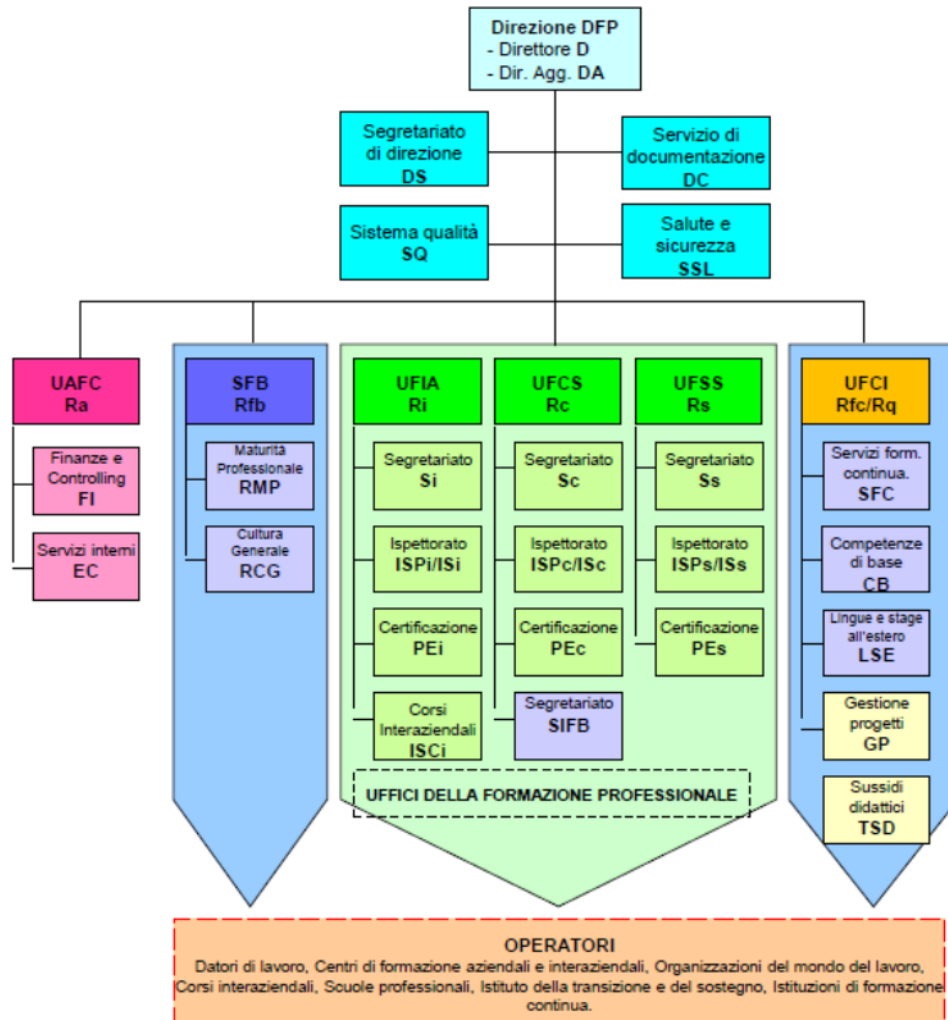 Direzione DFP
- Direttore D
- Dir. Agg. DA
Segretariato
di direzione
DS
Servizio di
documentazione
DC
Sistema qualità
SQ
Salute e
sicurezza
SSL
UAFC
Ra
Finanze e
Controlling
FI
Servizi interni
EC
SFB
Rfb
Maturità
Professionale
RMP
Cultura
Generale
RCG
UFIA
Ri
Segretariato
Si
Ispettorato
ISPi/ISi
Certificazione
PEi
Corsi
Interaziendali
ISCi
UFCS
Rc
Segretariato
Sc
Ispettorato
ISPc/ISc
Certificazione
PEc
Segretariato
SIFB
UFSS
Rs
Segretariato
Ss
Ispettorato
ISPs/ISs
Certificazione
PEs
UFFICI DELLA FORMAZIONE PROFESSIONALE
UFCI
Rfc/Rq
Servizi form.
continua.
SFC
Competenze
di base
CB
Lingue e stage
all'estero
LSE
Gestione
progetti
GP
Sussidi
didattici
TSD
OPERATORI
Datori di lavoro, Centri di formazione aziendali e interaziendali, Organizzazioni del mondo del lavoro,
Corsi interaziendali, Scuole professionali, Istituto della transizione e del sostegno, Istituzioni di formazione
continua.